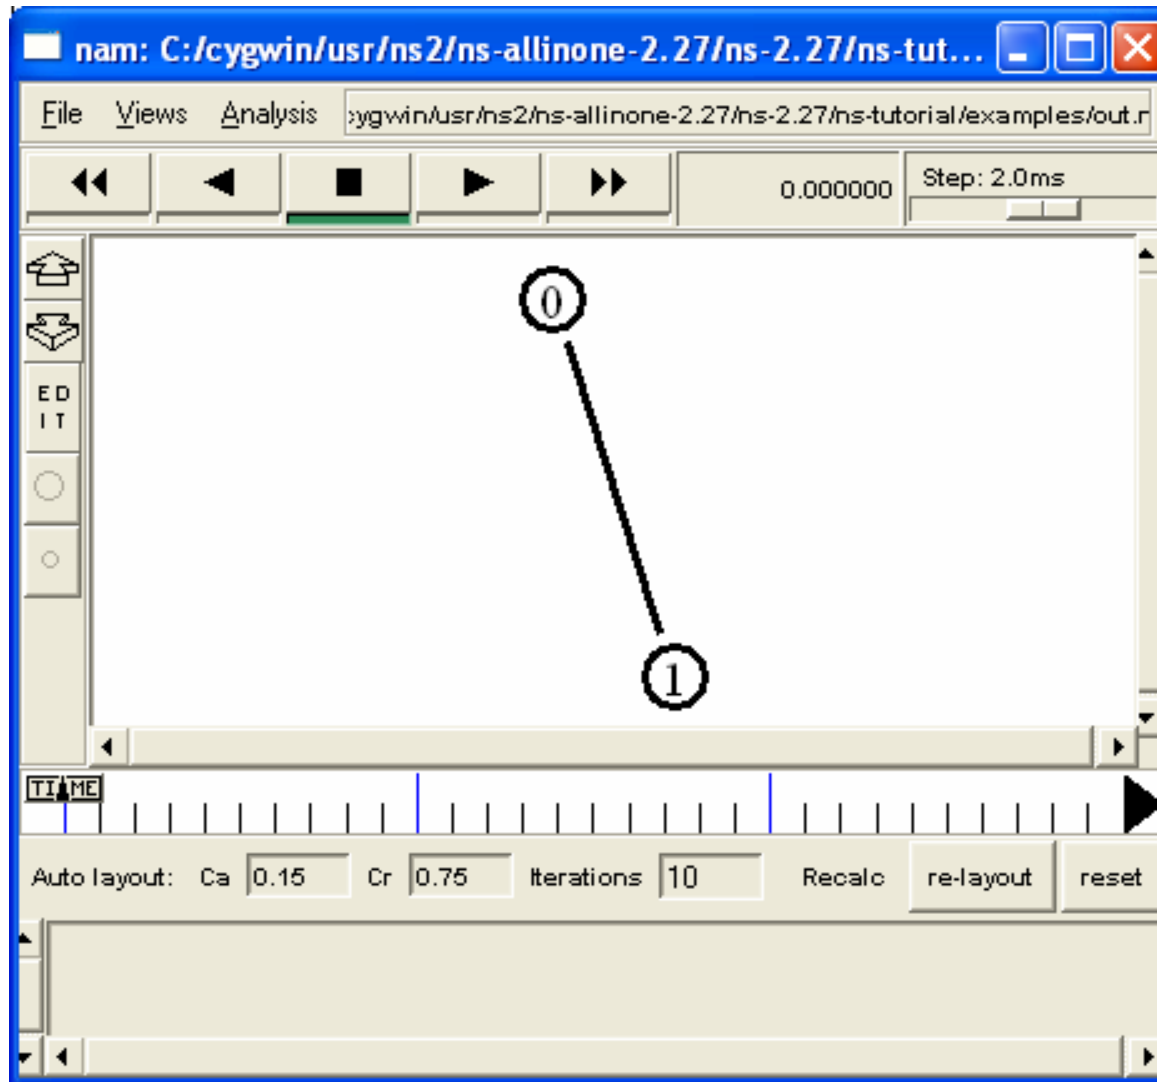 nam: C:/cygwin/usr/ns2/ns-allinone-2.27/ns-2.27/ns-tut...
File Views Analysis :ygwin/usr/ns2/ns-allinone-2.27/ns-2.27/ns-tutorial/examples/out.n
0.000000 Step: 2.0ms
0
ED
IT
1
TIME
Auto layout: Ca 0.15 Cr 0.75 Iterations 10 Recalc re-layout reset